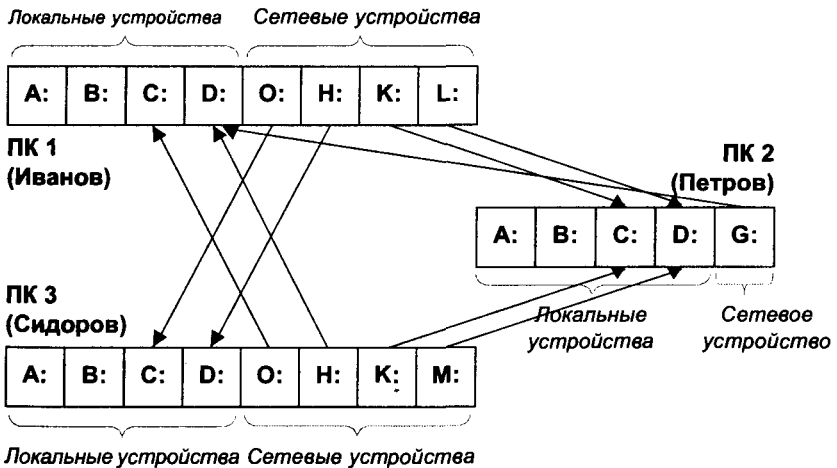 Локальные устройства Сетевые устройства
A: B: C: D: O: H: K: L:
ПК 1
(Иванов)
ПК 2
(Петров)
A: B: C: D: G:
Локальные
устройства
Сетевое
устройство
ПК 3
(Сидоров)
A: B: C: D: O: H: K: M:
Локальные устройства Сетевые устройства